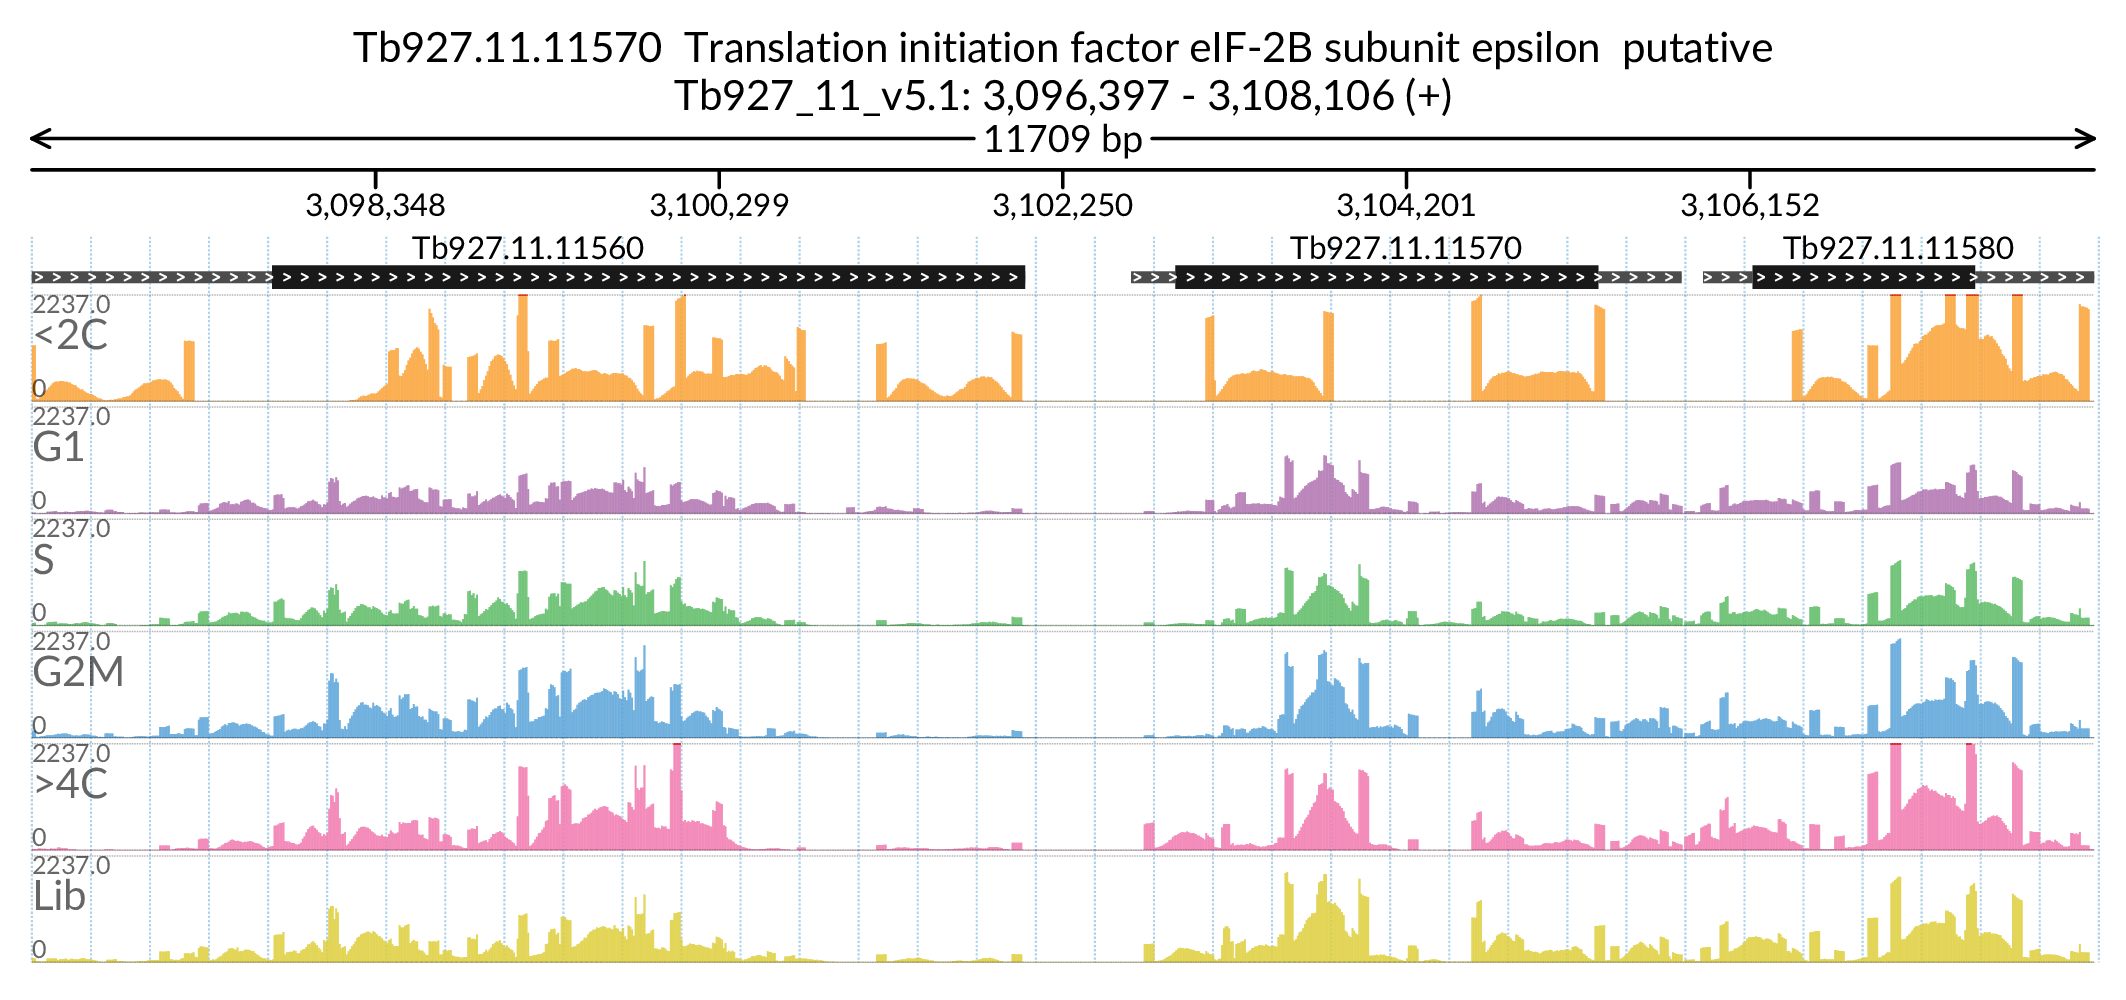 Tb927.11.11570  Translation initiation factor eIF-2B subunit epsilon  putative
Tb927_11_v5.1: 3,096,397 - 3,108,106 (+)
11709 bp
3,098,348 3,100,299 3,102,250 3,104,201 3,106,152
Tb927.11.11560 Tb927.11.11570 Tb927.11.11580
2237.0
<2C
0
2237.0
G1
0
2237.0
S
0
2237.0
G2M
0
2237.0
>4C
0
2237.0
Lib
0